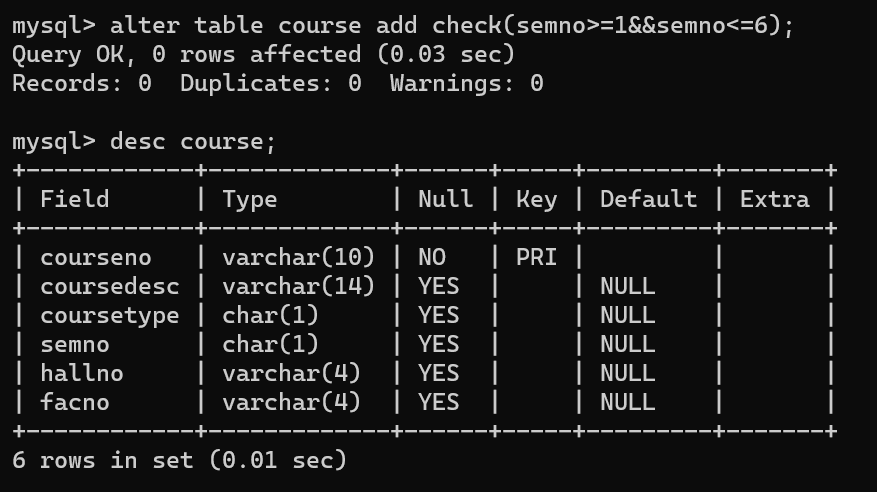 mysql> alter table course add check(semno>=1&&semno<=6);
Query OK, 0 rows affected (0.03 sec)
Records: 0  Duplicates: 0  Warnings: 0

mysql> desc course;
+------------+-------------+------+-----+---------+-------+
| Field      | Type        | Null | Key | Default | Extra |
+------------+-------------+------+-----+---------+-------+
| courseno   | varchar(10) | NO   | PRI |         |       |
| coursedesc | varchar(14) | YES  |     | NULL    |       |
| coursetype | char(1)     | YES  |     | NULL    |       |
| semno      | char(1)     | YES  |     | NULL    |       |
| hallno     | varchar(4)  | YES  |     | NULL    |       |
| facno      | varchar(4)  | YES  |     | NULL    |       |
+------------+-------------+------+-----+---------+-------+
6 rows in set (0.01 sec)